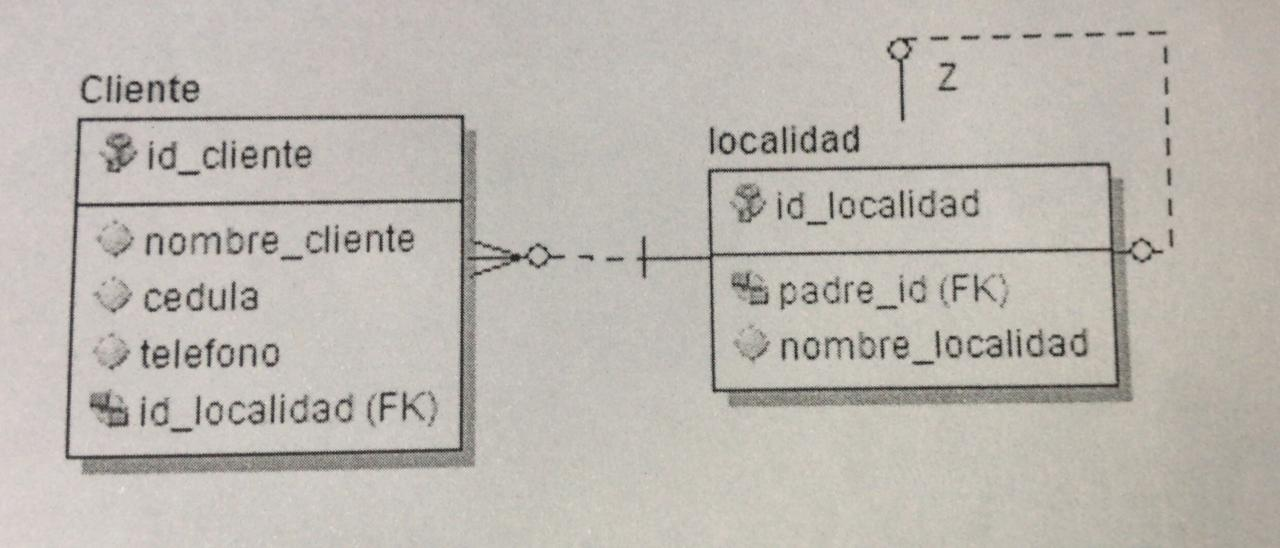 Cliente
id_cliente
nombre_cliente
cedula
telefono
id_localidad (FK)
Z
localidad
id_localidad
padre_id (FK)
nombre_localidad